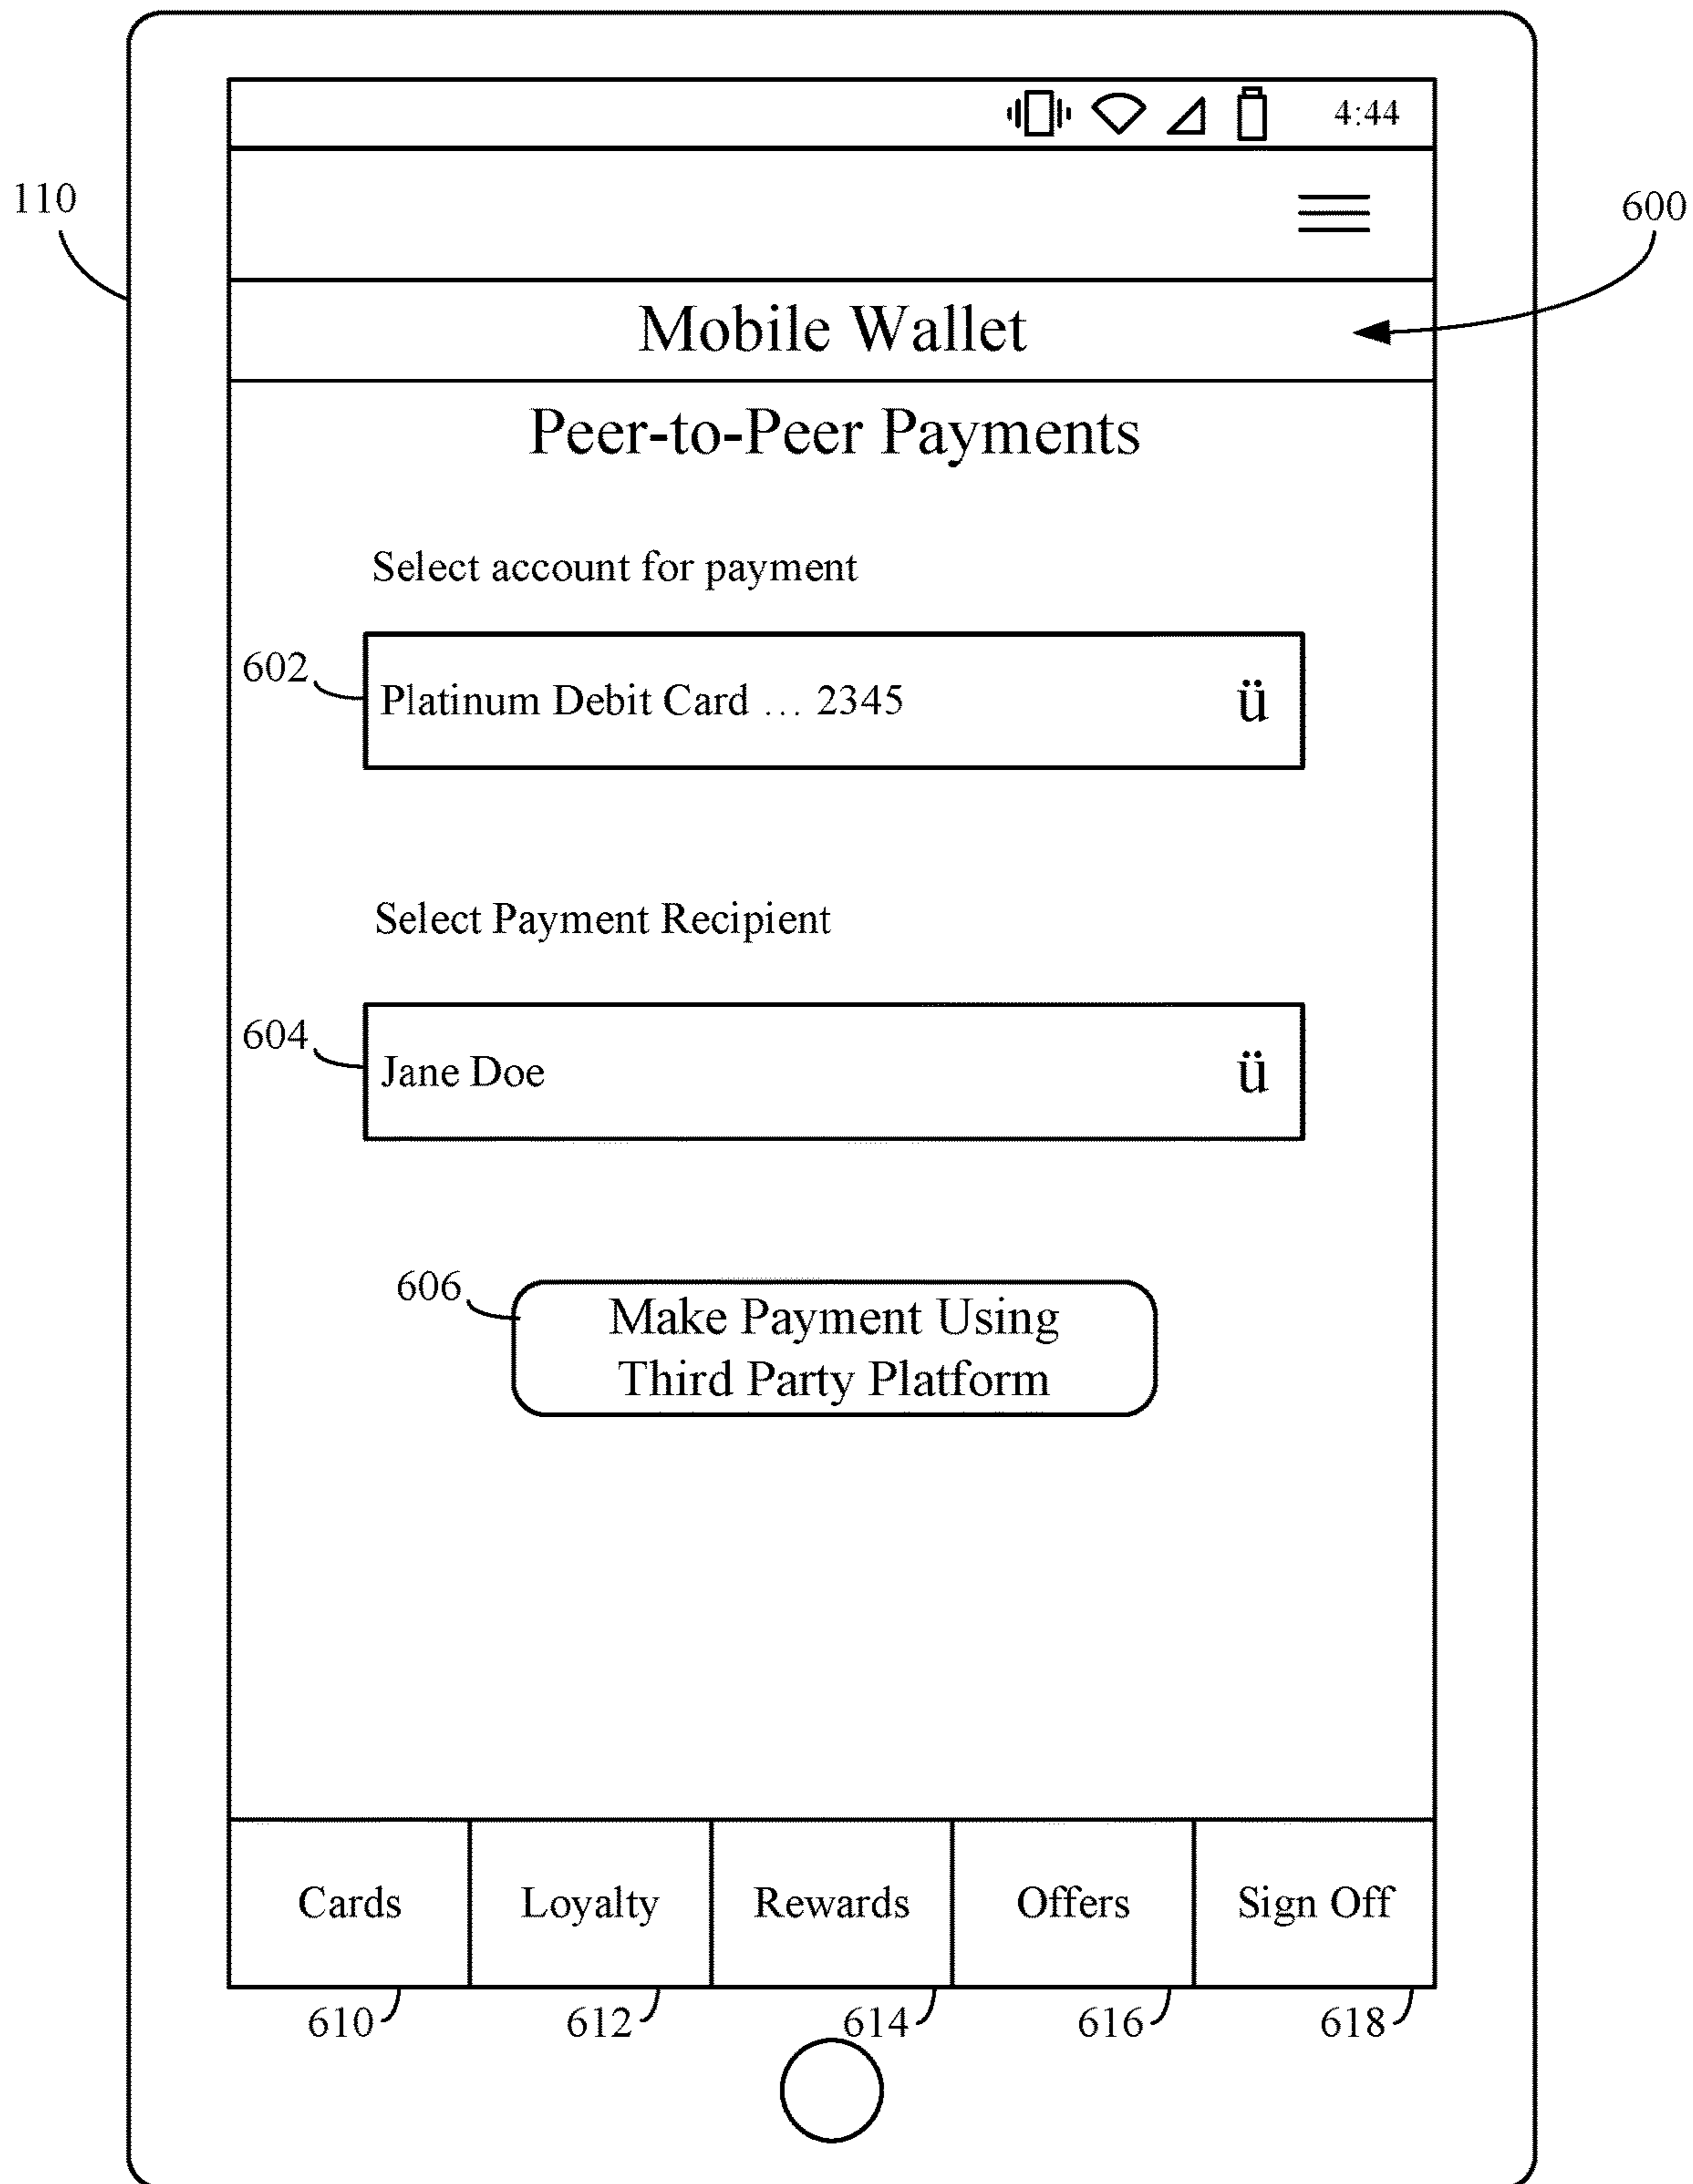 4:44
110
600
Mobile Wallet
Peer-to-Peer Payments
Select account for payment
602
Platinum Debit Card ... 2345 ü
Select Payment Recipient
604
Jane Doe ü
606
Make Payment Using
Third Party Platform
Cards Loyalty Rewards Offers Sign Off
610 612 614 616 618